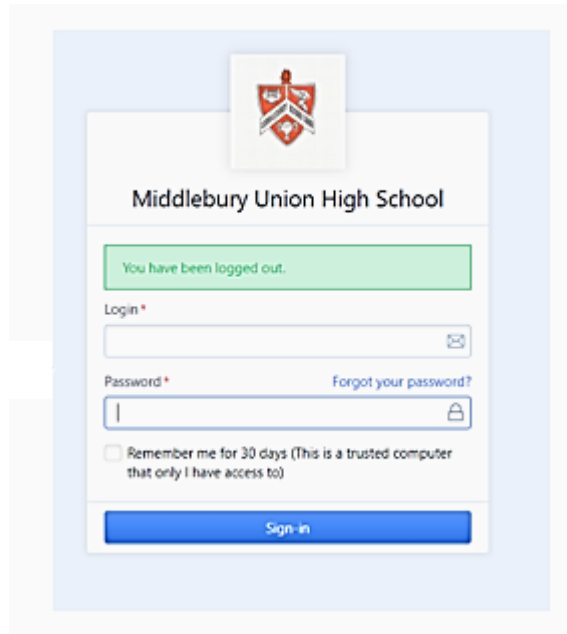 Middlebury Union High School
You have been logged out.
Login *
Password * Forgot your password?
Remember me for 30 days (This is a trusted computer
that only I have access to)
Sign-in